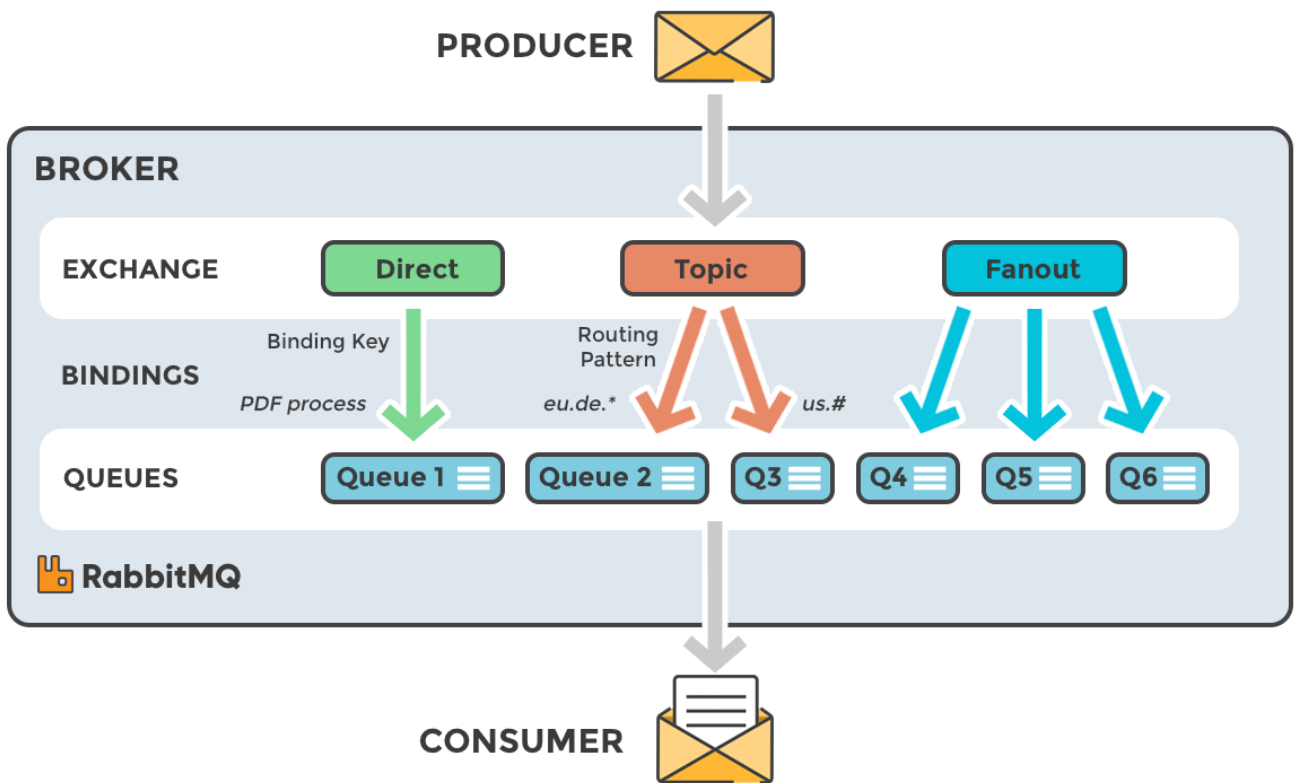 PRODUCER
BROKER
EXCHANGE
Direct
Topic
Fanout
Binding Key
Routing
Pattern
BINDINGS
PDF process
eu.de.*
us.#
QUEUES
Queue 1
Queue 2
Q3
Q4
Q5
Q6
RabbitMQ
CONSUMER